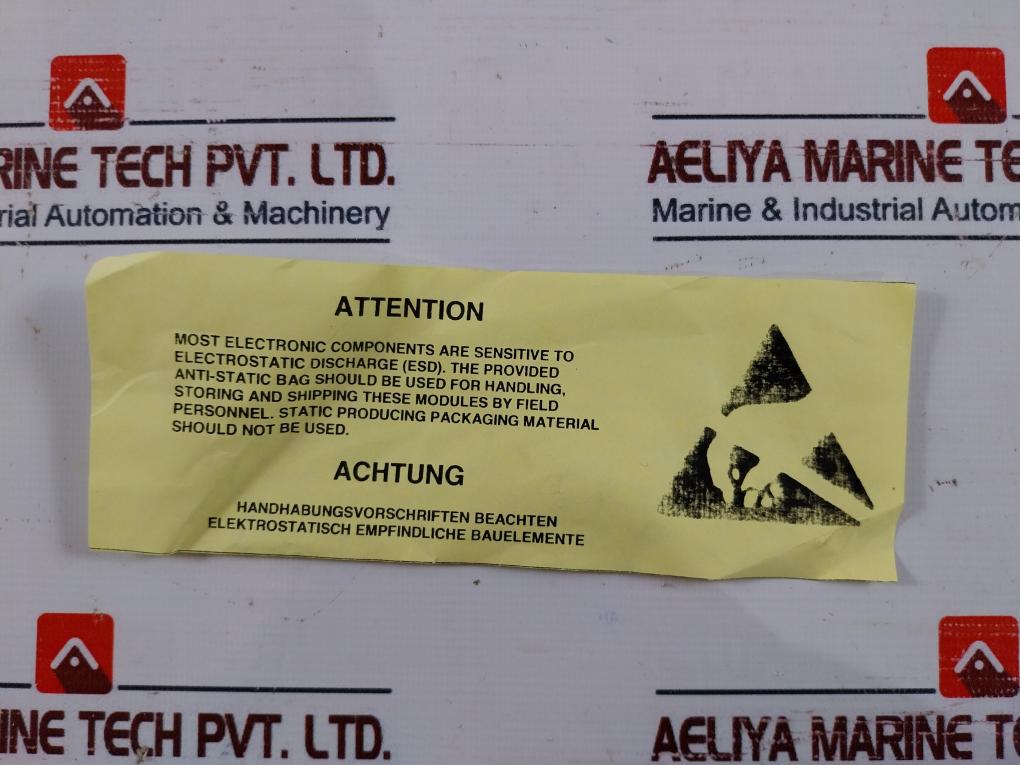 RINE TECH PVT. LTD.
rial Automation & Machinery
AELIYA MARINE TE
Marine & Industrial Autom
ATTENTION
MOST ELECTRONIC COMPONENTS ARE SENSITIVE TO
ELECTROSTATIC DISCHARGE (ESD). THE PROVIDED
ANTI-STATIC BAG SHOULD BE USED FOR HANDLING,
STORING AND SHIPPING THESE MODULES BY FIELD
PERSONNEL. STATIC PRODUCING PACKAGING MATERIAL
SHOULD NOT BE USED.
ACHTUNG
HANDHABUNGSVORSCHRIFTEN BEACHTEN
ELEKTROSTATISCH EMPFINDLICHE BAUELEMENTE
INE TECH PVT. LTD.
AELIYA MARINE TE